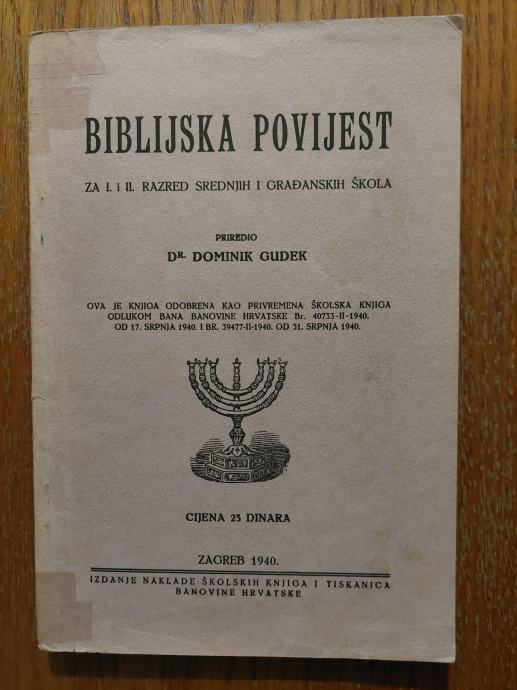 BIBLIJSKA POVIJEST
ZA I. i II. RAZRED SREDNJIH I GRAĐANSKIH ŠKOLA
PRIREDIO
DR. DOMINIK GUDEK
OVA JE KNJIGA ODOBRENA KAO PRIVREMENA ŠKOLSKA KNJIGA
ODLUKOM BANA BANOVINE HRVATSKE Br. 40733-II-1940.
OD 17. SRPNJA 1940. I BR. 39477-II-1940. OD 31. SRPNJA 1940.
CIJENA 25 DINARA
ZAGREB 1940.
IZDANJE NAKLADE ŠKOLSKIH KNJIGA I TISKANICA
BANOVINE HRVATSKE